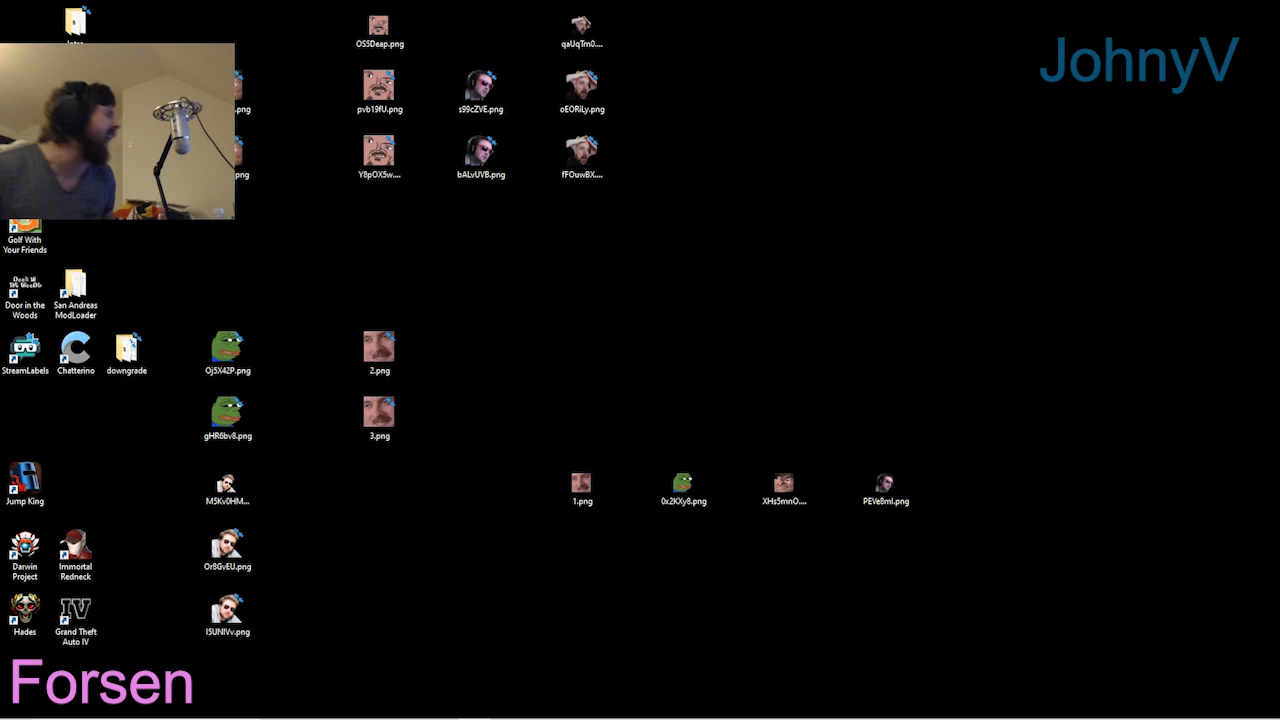 OS5Deap.png
qaUqTm0....
JohnyV
.png
pvb19fU.png
s99cZVE.png
oEORiLy.png
png
Y8pOX5w....
bALvUVB.png
fFOuwBX....
Golf With
Your Friends
Door in the
Woods
San Andreas
ModLoader
StreamLabels
Chatterino
downgrade
Oj5X42P.png
2.png
gHR6bv8.png
3.png
Jump King
M5Kv0HM...
1.png
0x2KXy8.png
XHs5mnO....
PEVe8mI.png
Darwin
Project
Immortal
Redneck
Or8GvEU.png
Hades
Grand Theft
Auto IV
I5UNIVv.png
Forsen